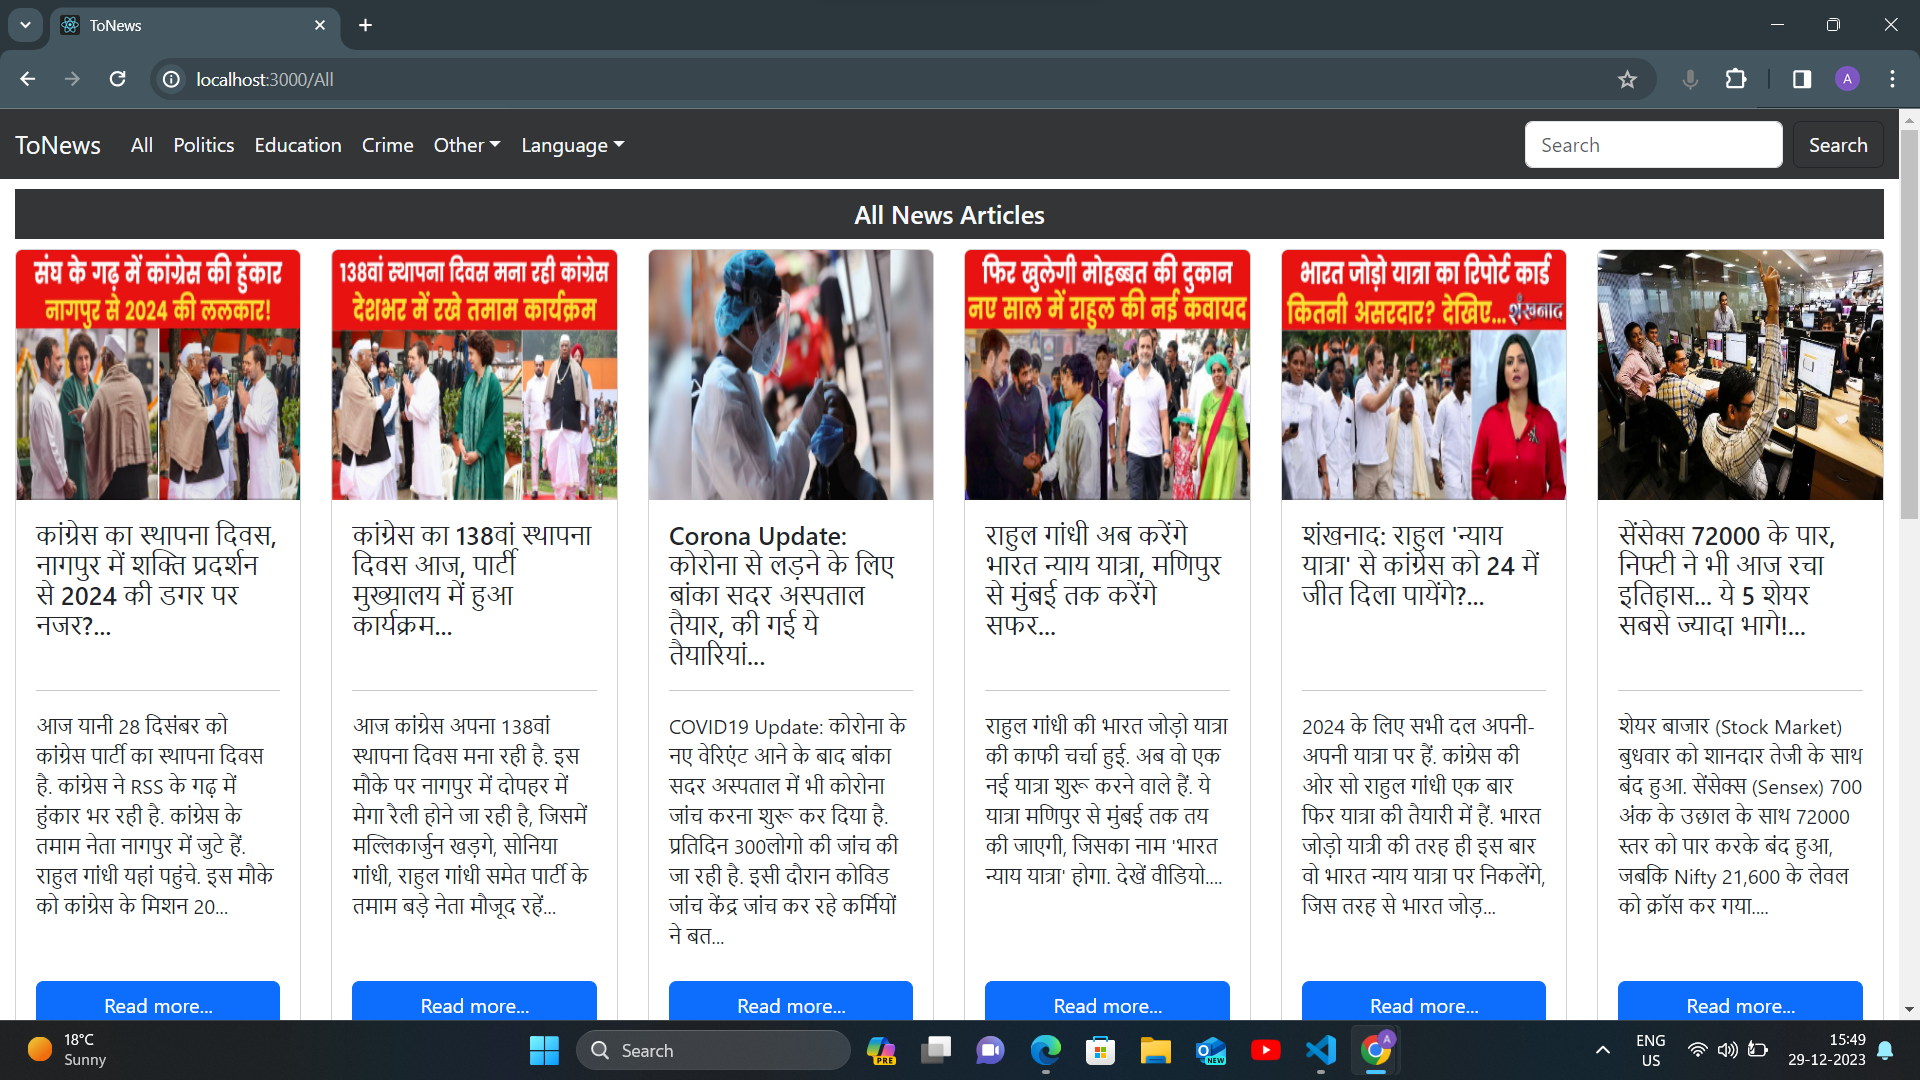 ToNews
localhost:3000/All
ToNews All Politics Education Crime Other Language Search Search
All News Articles
संघ के गढ़ में कांग्रेस की हुंकार
नागपुर से 2024 की ललकार!
138वां स्थापना दिवस मना रही कांग्रेस
देशभर में रखे तमाम कार्यक्रम
फिर खुलेगी मोहब्बत की दुकान
नए साल में राहुल की नई कवायद
भारत जोड़ो यात्रा का रिपोर्ट कार्ड
कितनी असरदार? देखिए... शंखनाद
कांग्रेस का स्थापना दिवस,
नागपुर में शक्ति प्रदर्शन
से 2024 की डगर पर
नजर?...
आज यानी 28 दिसंबर को
कांग्रेस पार्टी का स्थापना दिवस
है. कांग्रेस ने RSS के गढ़ में
हुंकार भर रही है. कांग्रेस के
तमाम नेता नागपुर में जुटे हैं.
राहुल गांधी यहां पहुंचे. इस मौके
को कांग्रेस के मिशन 20...
Read more...
कांग्रेस का 138वां स्थापना
दिवस आज, पार्टी
मुख्यालय में हुआ
कार्यक्रम...
आज कांग्रेस अपना 138वां
स्थापना दिवस मना रही है. इस
मौके पर नागपुर में दोपहर में
मेगा रैली होने जा रही है, जिसमें
मल्लिकार्जुन खड़गे, सोनिया
गांधी, राहुल गांधी समेत पार्टी के
तमाम बड़े नेता मौजूद रहें...
Read more...
Corona Update:
कोरोना से लड़ने के लिए
बांका सदर अस्पताल
तैयार, की गई ये
तैयारियां...
COVID19 Update: कोरोना के
नए वेरिएंट आने के बाद बांका
सदर अस्पताल में भी कोरोना
जांच करना शुरू कर दिया है.
प्रतिदिन 300लोगो की जांच की
जा रही है. इसी दौरान कोविड
जांच केंद्र जांच कर रहे कर्मियों
ने बत...
Read more...
राहुल गांधी अब करेंगे
भारत न्याय यात्रा, मणिपुर
से मुंबई तक करेंगे
सफर...
राहुल गांधी की भारत जोड़ो यात्रा
की काफी चर्चा हुई. अब वो एक
नई यात्रा शुरू करने वाले हैं. ये
यात्रा मणिपुर से मुंबई तक तय
की जाएगी, जिसका नाम 'भारत
न्याय यात्रा' होगा. देखें वीडियो....
Read more...
शंखनाद: राहुल 'न्याय
यात्रा' से कांग्रेस को 24 में
जीत दिला पायेंगे?...
2024 के लिए सभी दल अपनी-
अपनी यात्रा पर हैं. कांग्रेस की
ओर सो राहुल गांधी एक बार
फिर यात्रा की तैयारी में हैं. भारत
जोड़ो यात्री की तरह ही इस बार
वो भारत न्याय यात्रा पर निकलेंगे,
जिस तरह से भारत जोड़...
Read more...
सेंसेक्स 72000 के पार,
निफ्टी ने भी आज रचा
इतिहास... ये 5 शेयर
सबसे ज्यादा भागे!...
शेयर बाजार (Stock Market)
बुधवार को शानदार तेजी के साथ
बंद हुआ. सेंसेक्स (Sensex) 700
अंक के उछाल के साथ 72000
स्तर को पार करके बंद हुआ,
जबकि Nifty 21,600 के लेवल
को क्रॉस कर गया....
Read more...
18°C
Sunny
Search
PRE
NEW
A
A
ENG
US
15:49
29-12-2023